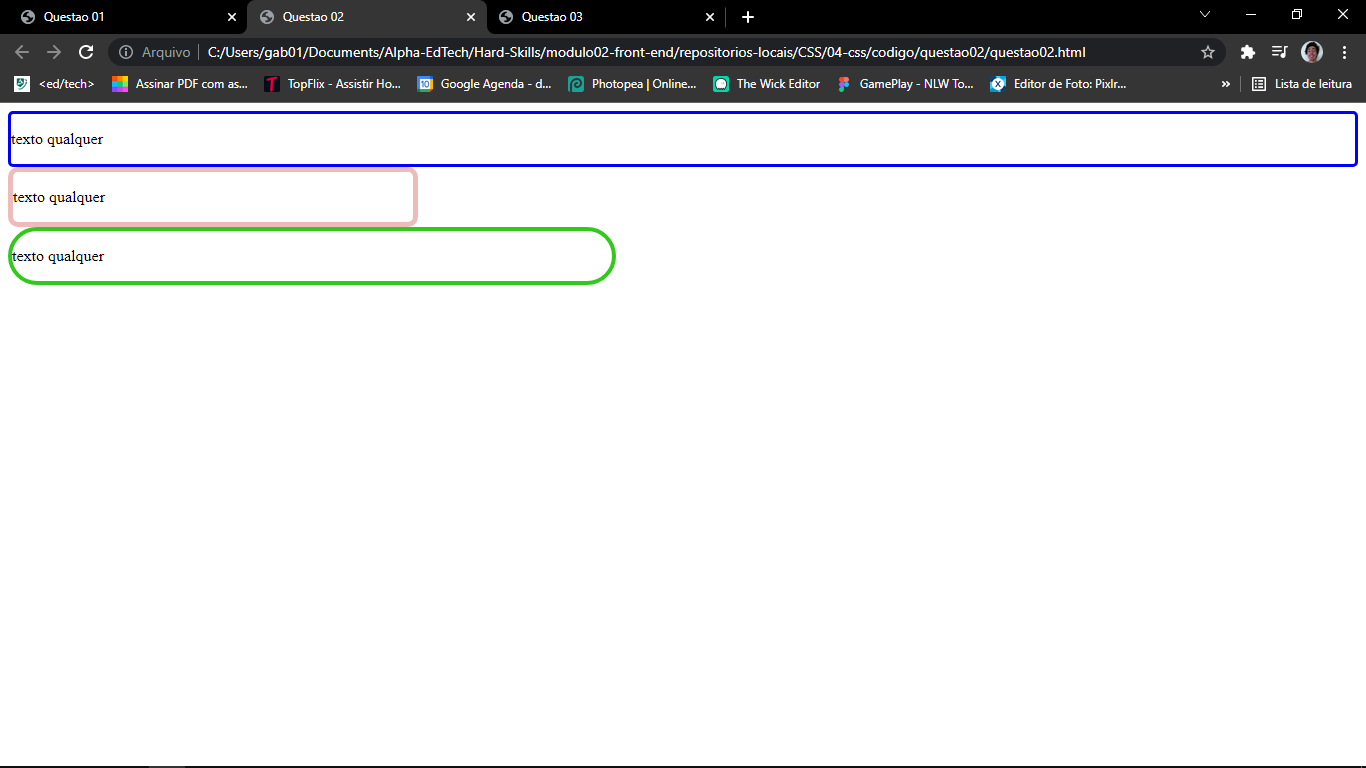 Questao 01
Questao 02
Questao 03
Arquivo C:/Users/gab01/Documents/Alpha-EdTech/Hard-Skills/modulo02-front-end/repositorios-locais/CSS/04-css/codigo/questao02/questao02.html
<ed/tech> Assinar PDF com as... TopFlix - Assistir Ho... 10 Google Agenda - d... Photopea | Online... The Wick Editor GamePlay - NLW To... Editor de Foto: Pixlr... » Lista de leitura
texto qualquer
texto qualquer
texto qualquer